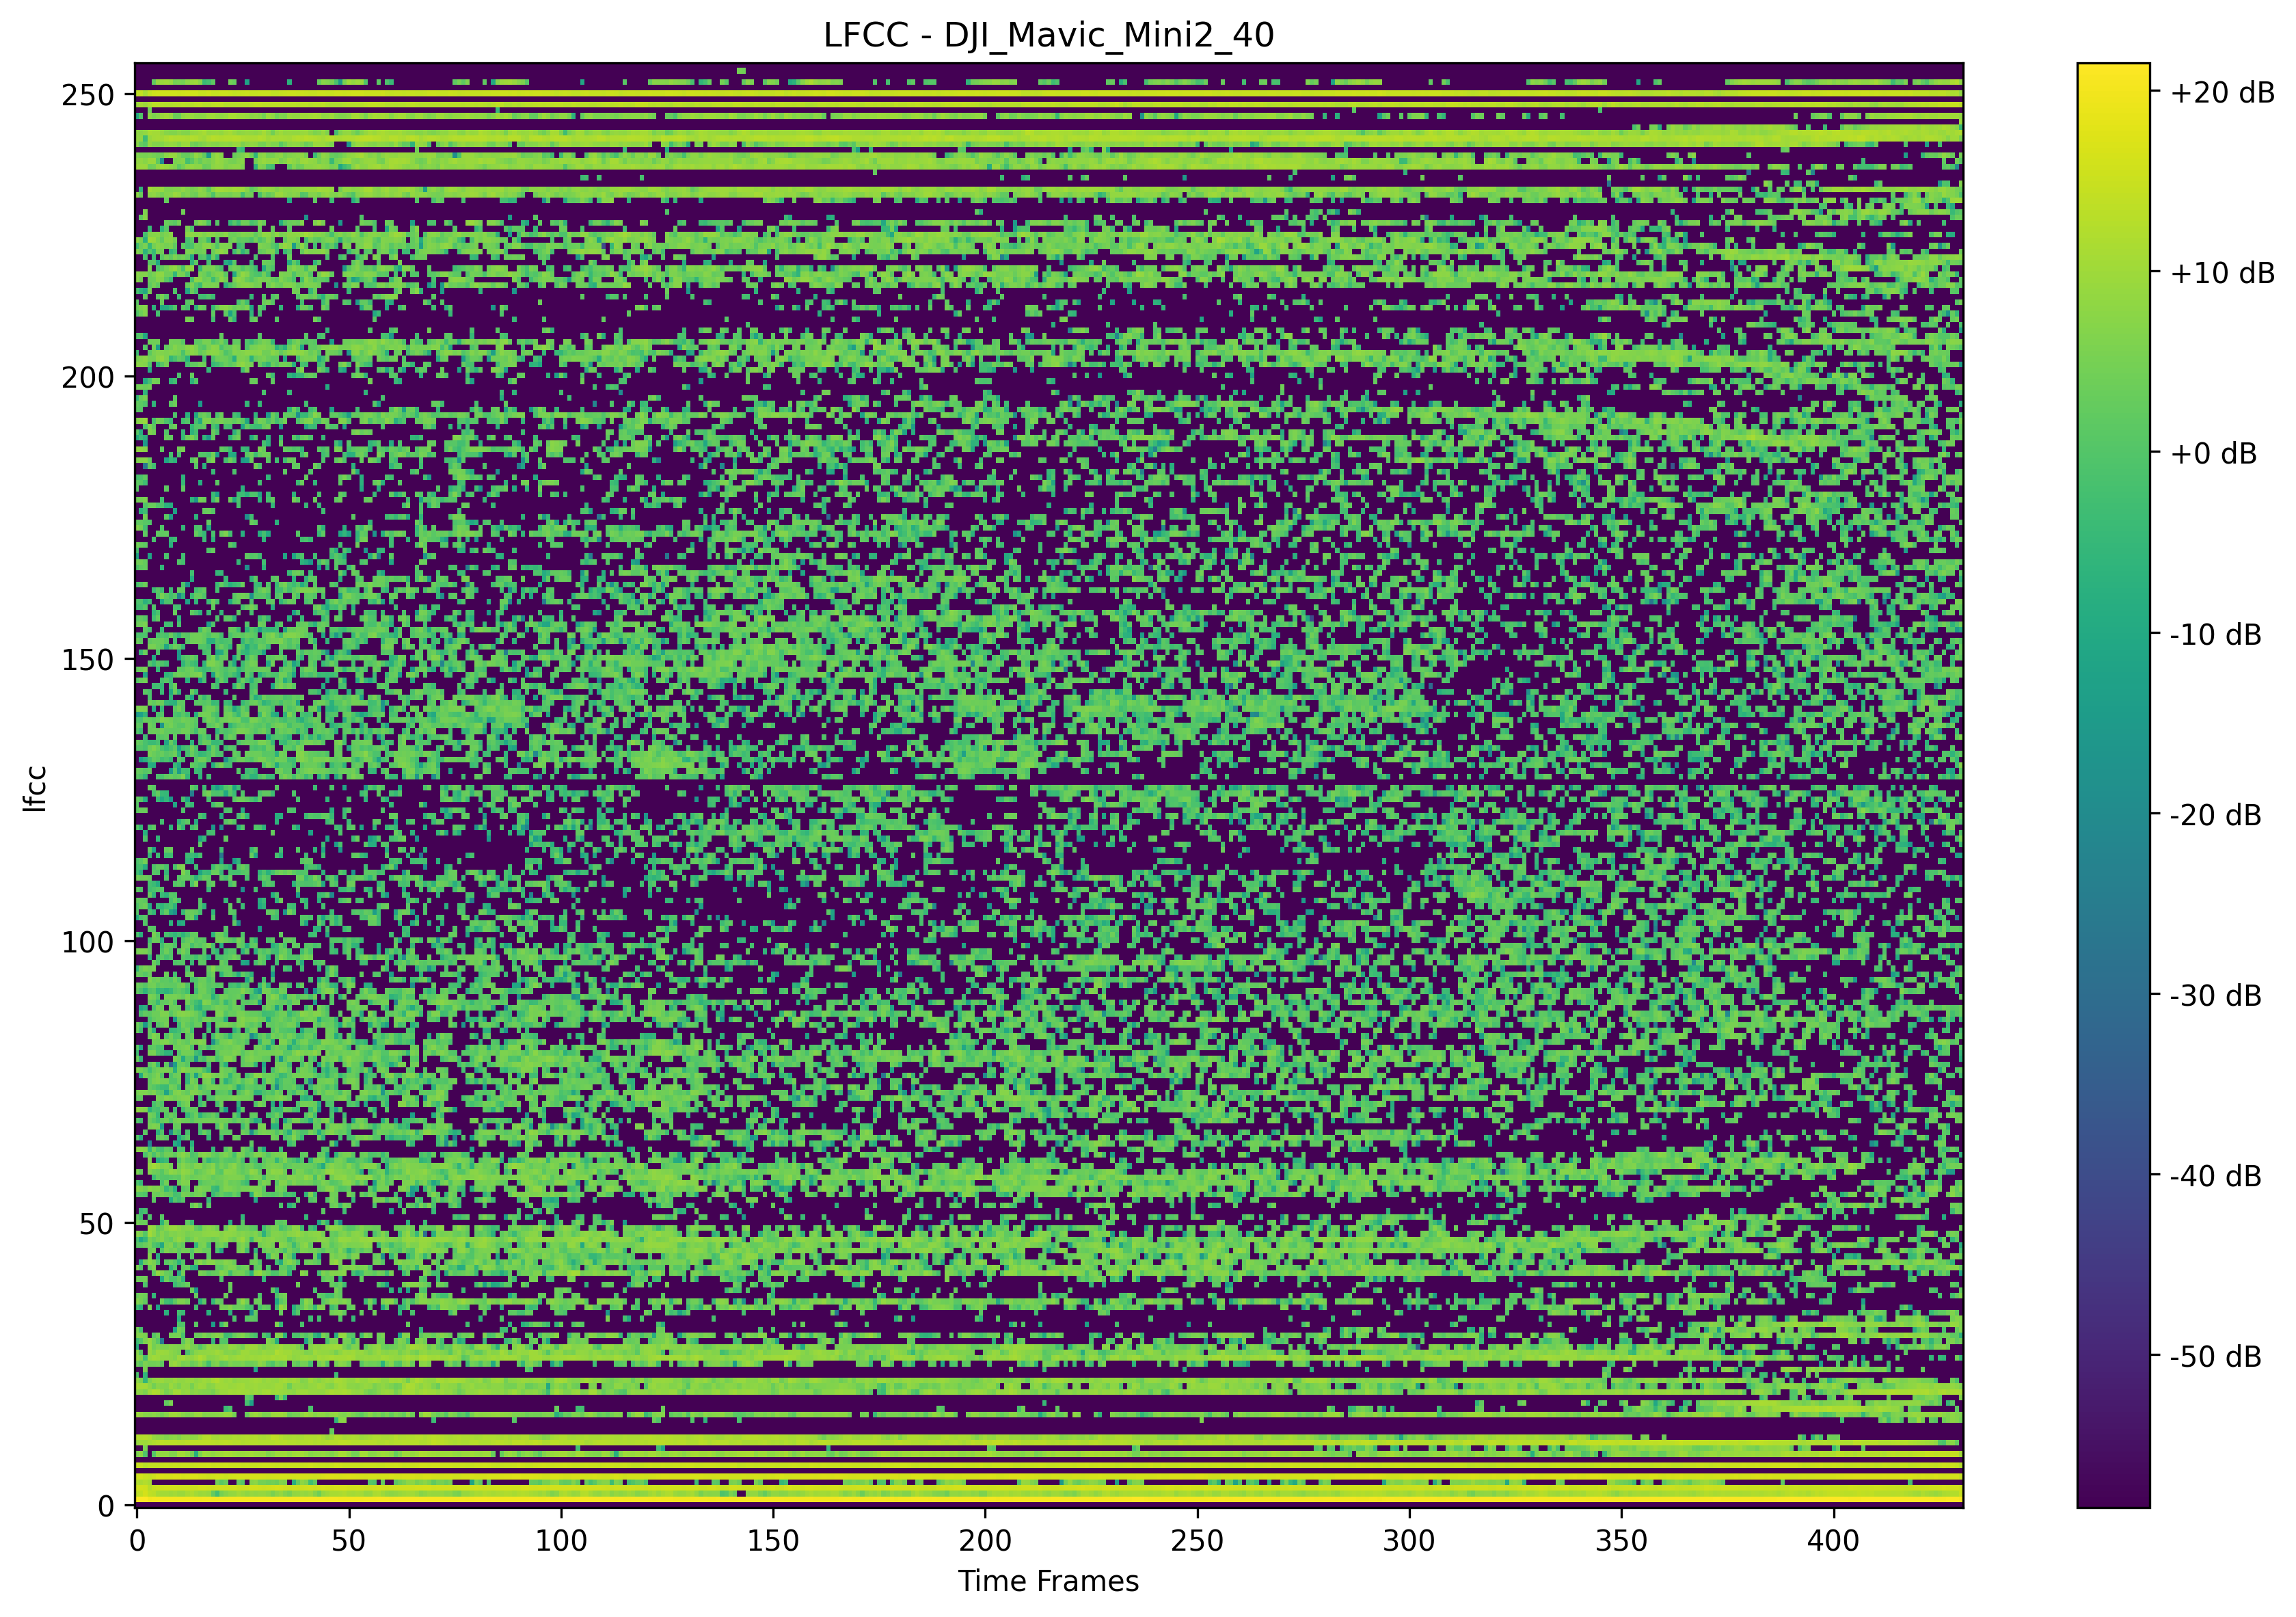 LFCC - DJI_Mavic_Mini2_40
250
200
150
100
50
0
lfcc
0 50 100 150 200 250 300 350 400
Time Frames
+20 dB
+10 dB
+0 dB
-10 dB
-20 dB
-30 dB
-40 dB
-50 dB